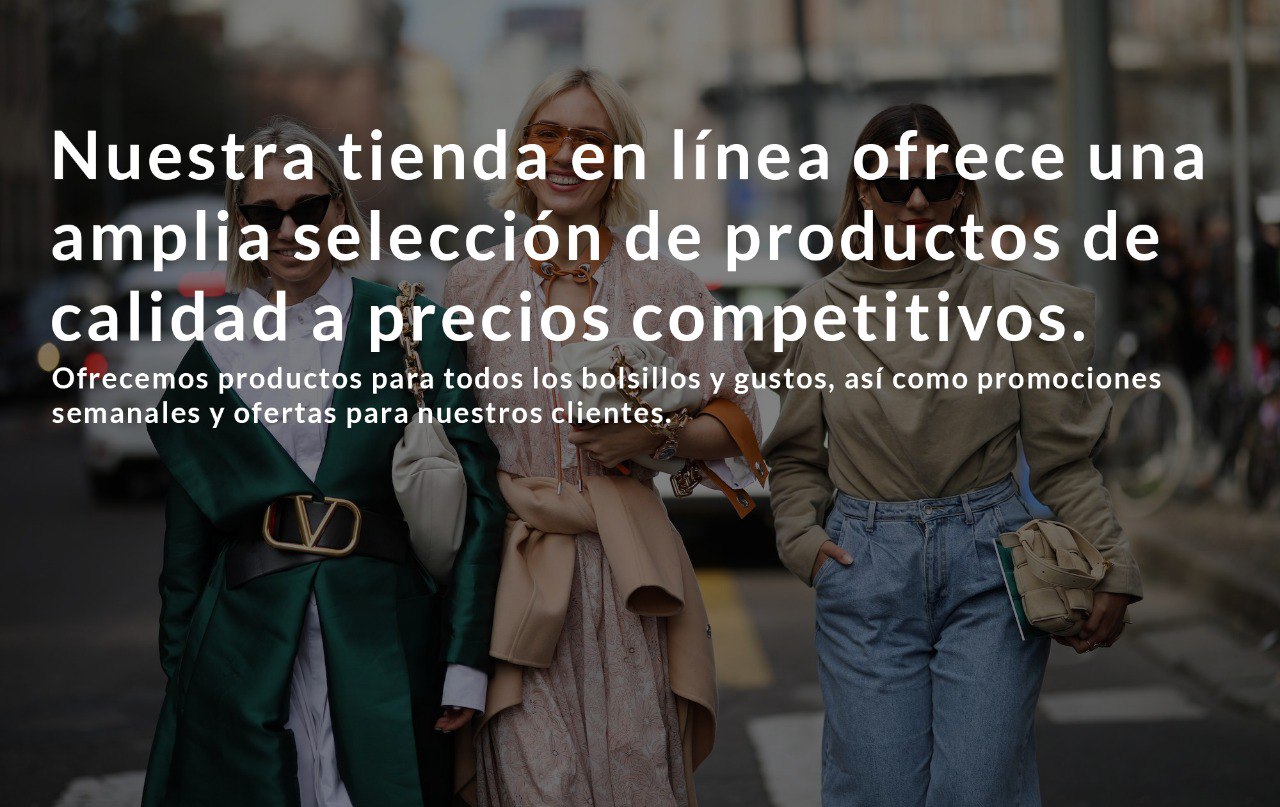 Nuestra tienda en línea ofrece una
amplia selección de productos de
calidad a precios competitivos.
Ofrecemos productos para todos los bolsillos y gustos, así como promociones
semanales y ofertas para nuestros clientes.